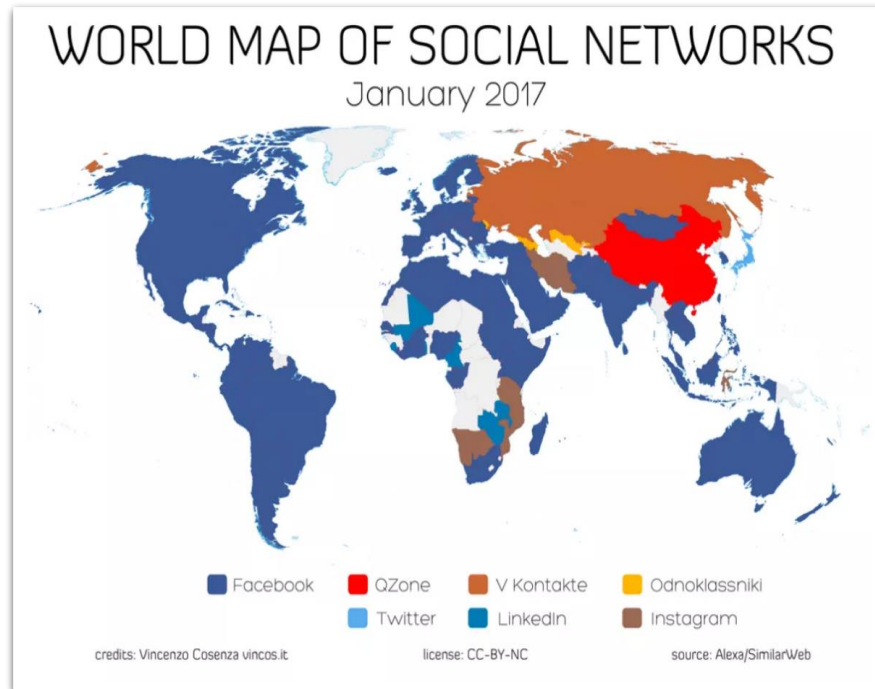 WORLD MAP OF SOCIAL NETWORKS
January 2017
Facebook QZone V Kontakte Odnoklassniki
Twitter LinkedIn Instagram
credits: Vincenzo Cosenza vincos.it license: CC-BY-NC source: Alexa/SimilarWeb